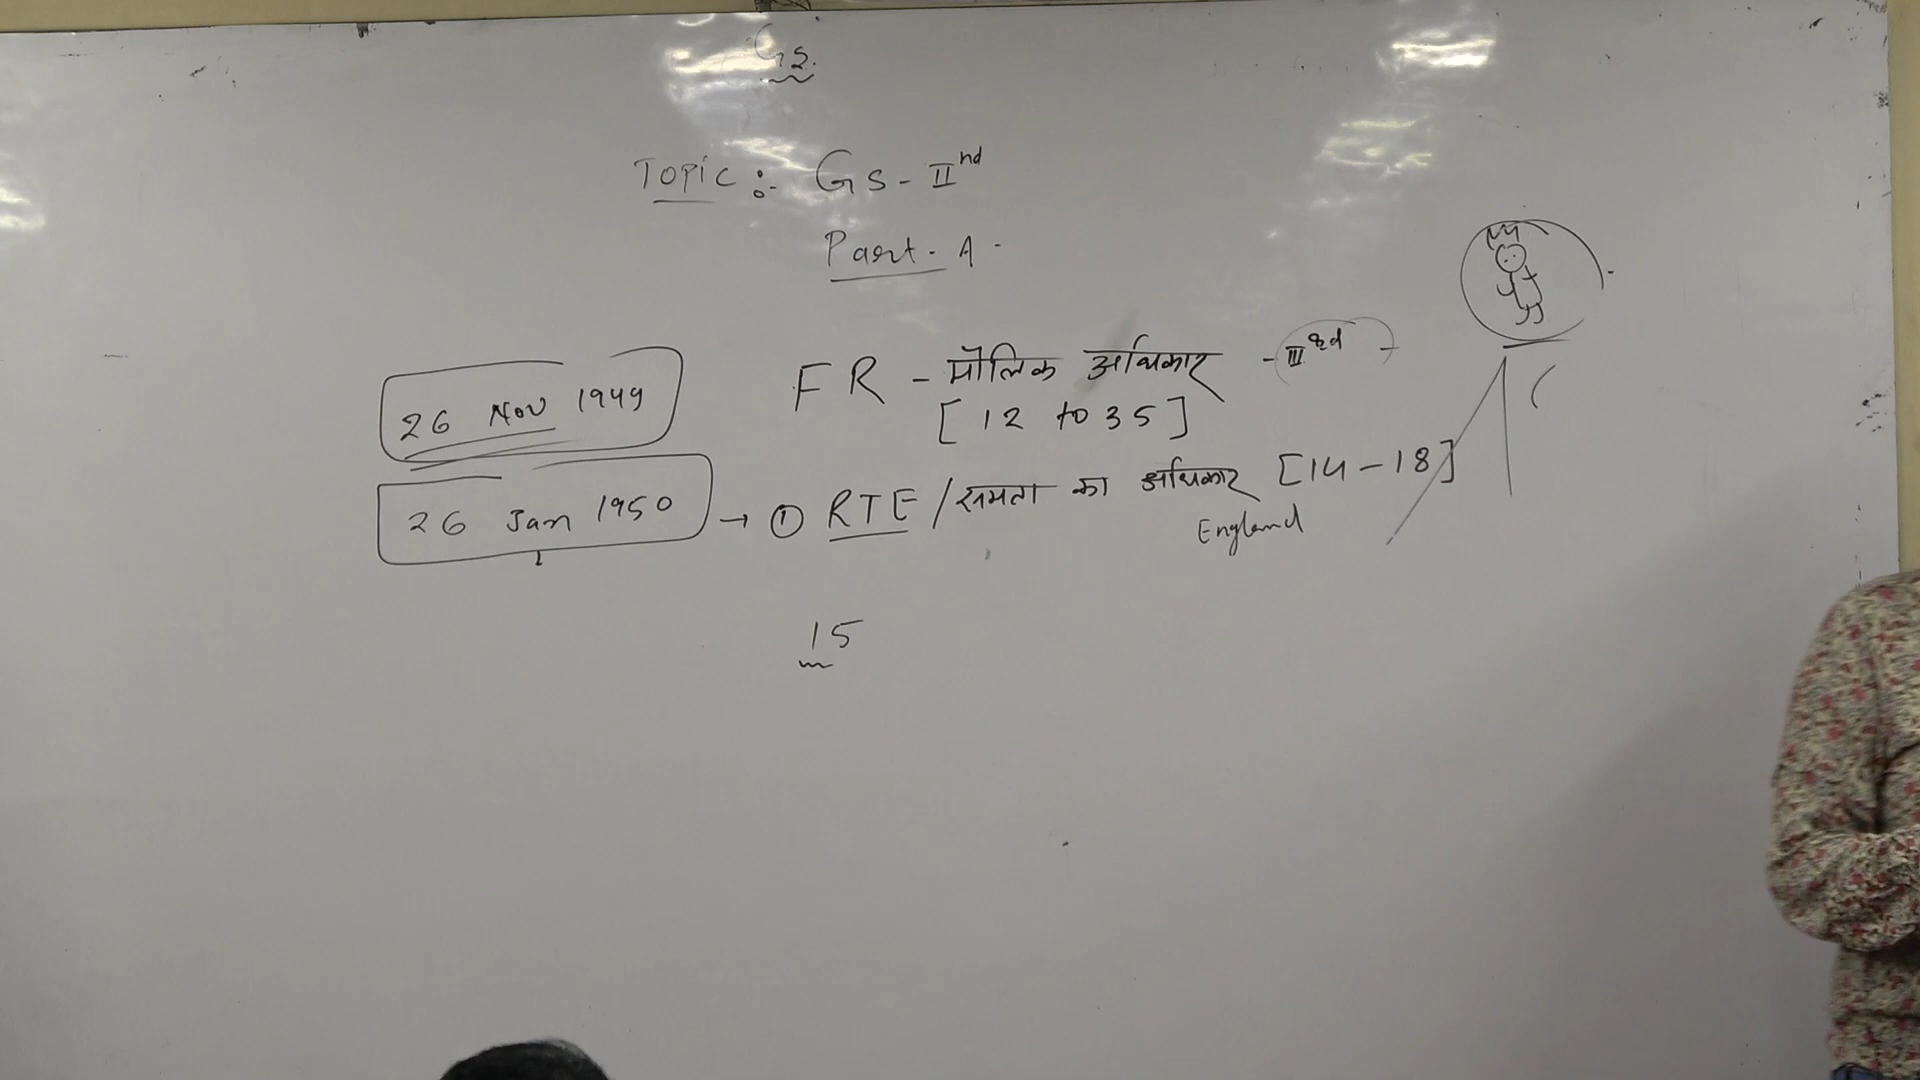 GS.
Topic :- GS - IInd
Part - A.
26 Nov 1949
FR - मौलिक अधिकार - IIIrd
[12 to 35]
26 Jan 1950 → ① RTE / समता का अधिकार [14 - 18]
England
15